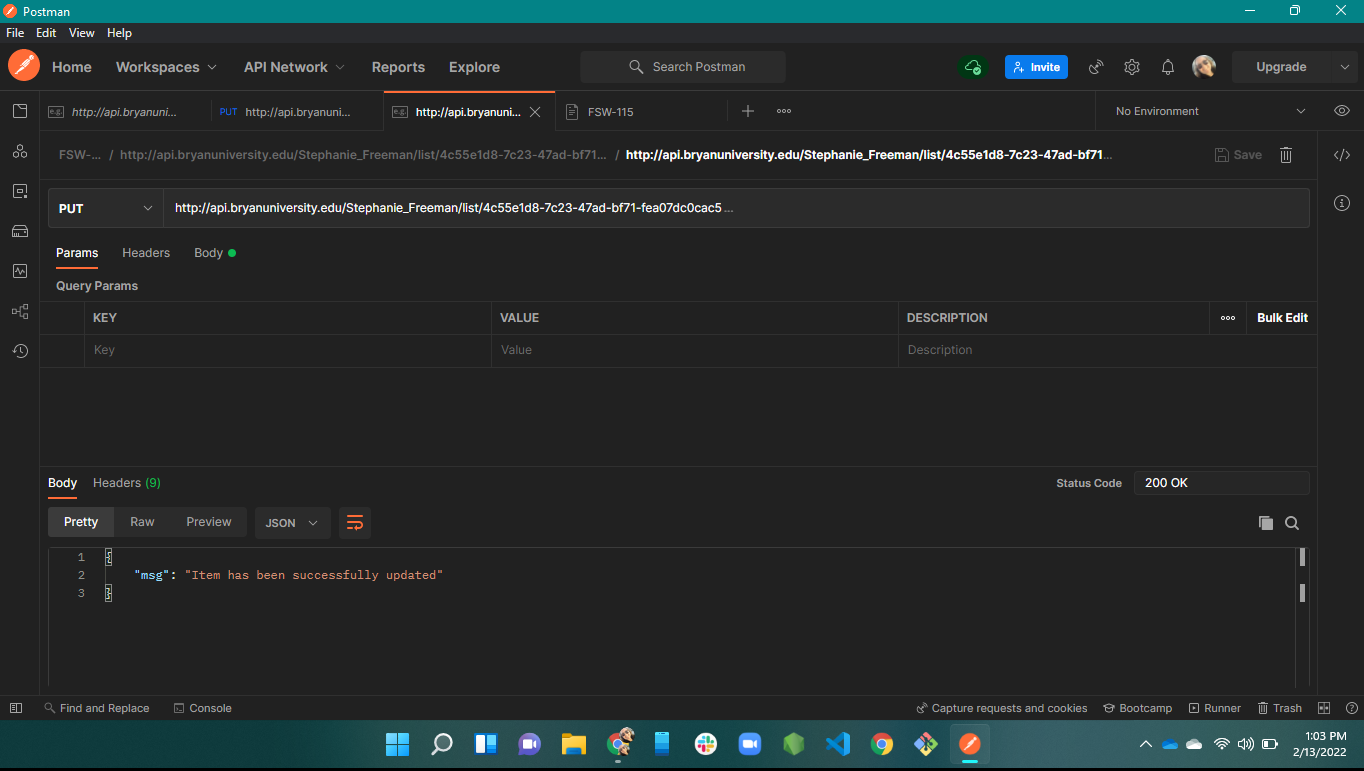 Postman
File Edit View Help
Home Workspaces API Network Reports Explore Search Postman Invite Upgrade
e.g. http://api.bryanuni... PUT http://api.bryanuni... e.g. http://api.bryanuni... FSW-115 No Environment
FSW-... / http://api.bryanuniversity.edu/Stephanie_Freeman/list/4c55e1d8-7c23-47ad-bf71... / http://api.bryanuniversity.edu/Stephanie_Freeman/list/4c55e1d8-7c23-47ad-bf71... Save
PUT http://api.bryanuniversity.edu/Stephanie_Freeman/list/4c55e1d8-7c23-47ad-bf71-fea07dc0cac5 ...
Params Headers Body
Query Params
KEY VALUE DESCRIPTION Bulk Edit
Key Value Description
Body Headers (9) Status Code 200 OK
Pretty Raw Preview JSON
1 {
2 "msg": "Item has been successfully updated"
3 }
Find and Replace Console Capture requests and cookies Bootcamp Runner Trash
1:03 PM
2/13/2022